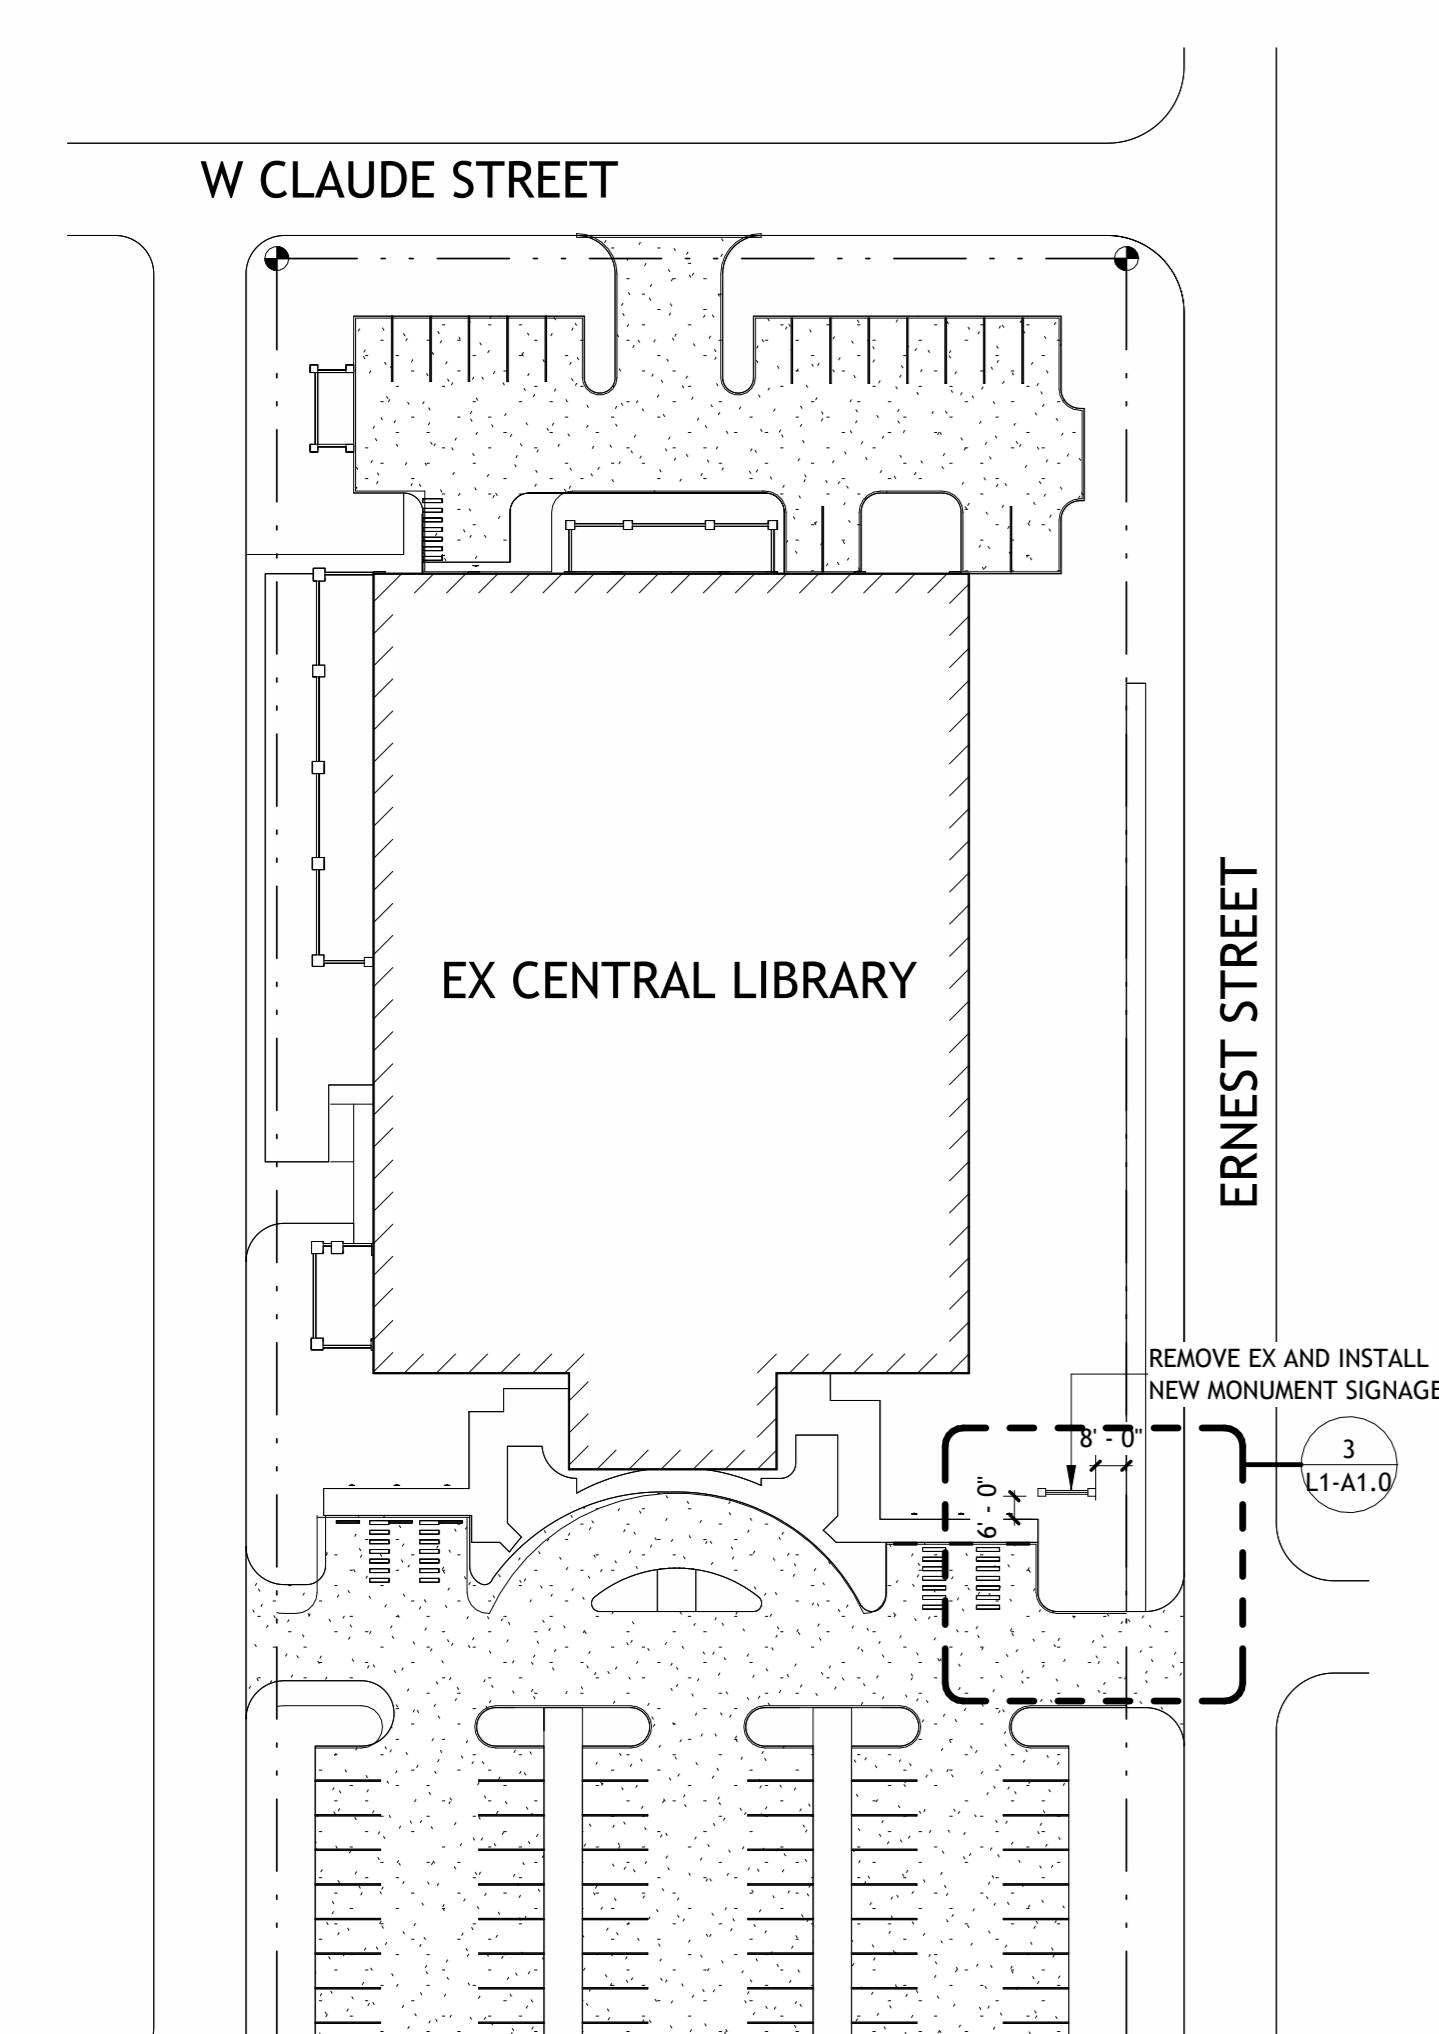 W CLAUDE STREET
EX CENTRAL LIBRARY
ERNEST STREET
REMOVE EX AND INSTALL
NEW MONUMENT SIGNAGE
8' - 0"
6' - 0"
3
L1-A1.0